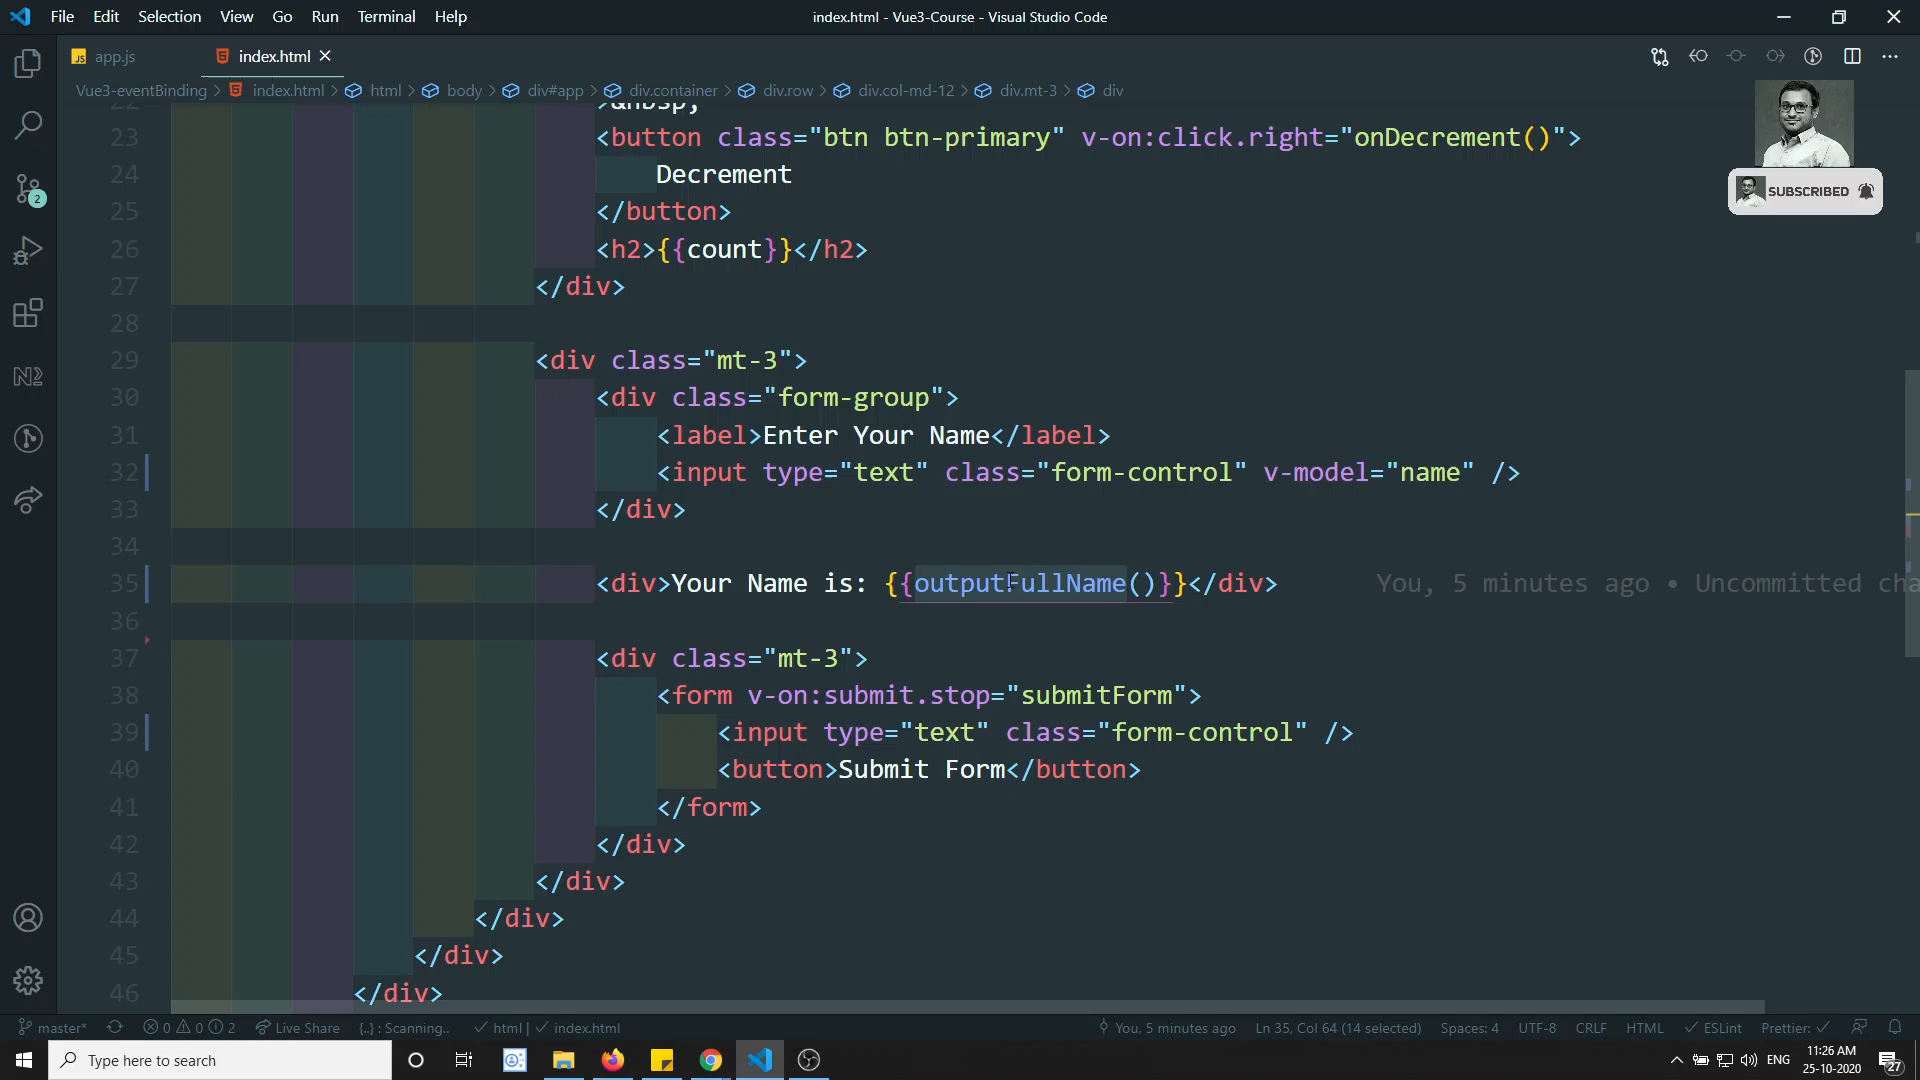 File Edit Selection View Go Run Terminal Help
index.html - Vue3-Course - Visual Studio Code
JS app.js
index.html
Vue3-eventBinding > index.html > html > body > div#app > div.container > div.row > div.col-md-12 > div.mt-3 > div
22 >&nbsp;
23 <button class="btn btn-primary" v-on:click.right="onDecrement()">
24 Decrement
25 </button>
26 <h2>{{count}}</h2>
27 </div>
28
29 <div class="mt-3">
30 <div class="form-group">
31 <label>Enter Your Name</label>
32 <input type="text" class="form-control" v-model="name" />
33 </div>
34
35 <div>Your Name is: {{outputFullName()}}</div> You, 5 minutes ago • Uncommitted cha
36
37 <div class="mt-3">
38 <form v-on:submit.stop="submitForm">
39 <input type="text" class="form-control" />
40 <button>Submit Form</button>
41 </form>
42 </div>
43 </div>
44 </div>
45 </div>
46 </div>
SUBSCRIBED
2
N2
master* 0 0 2 Live Share {..} : Scanning.. html | index.html You, 5 minutes ago Ln 35, Col 64 (14 selected) Spaces: 4 UTF-8 CRLF HTML ESLint Prettier:
Type here to search
ENG
11:26 AM
25-10-2020
27